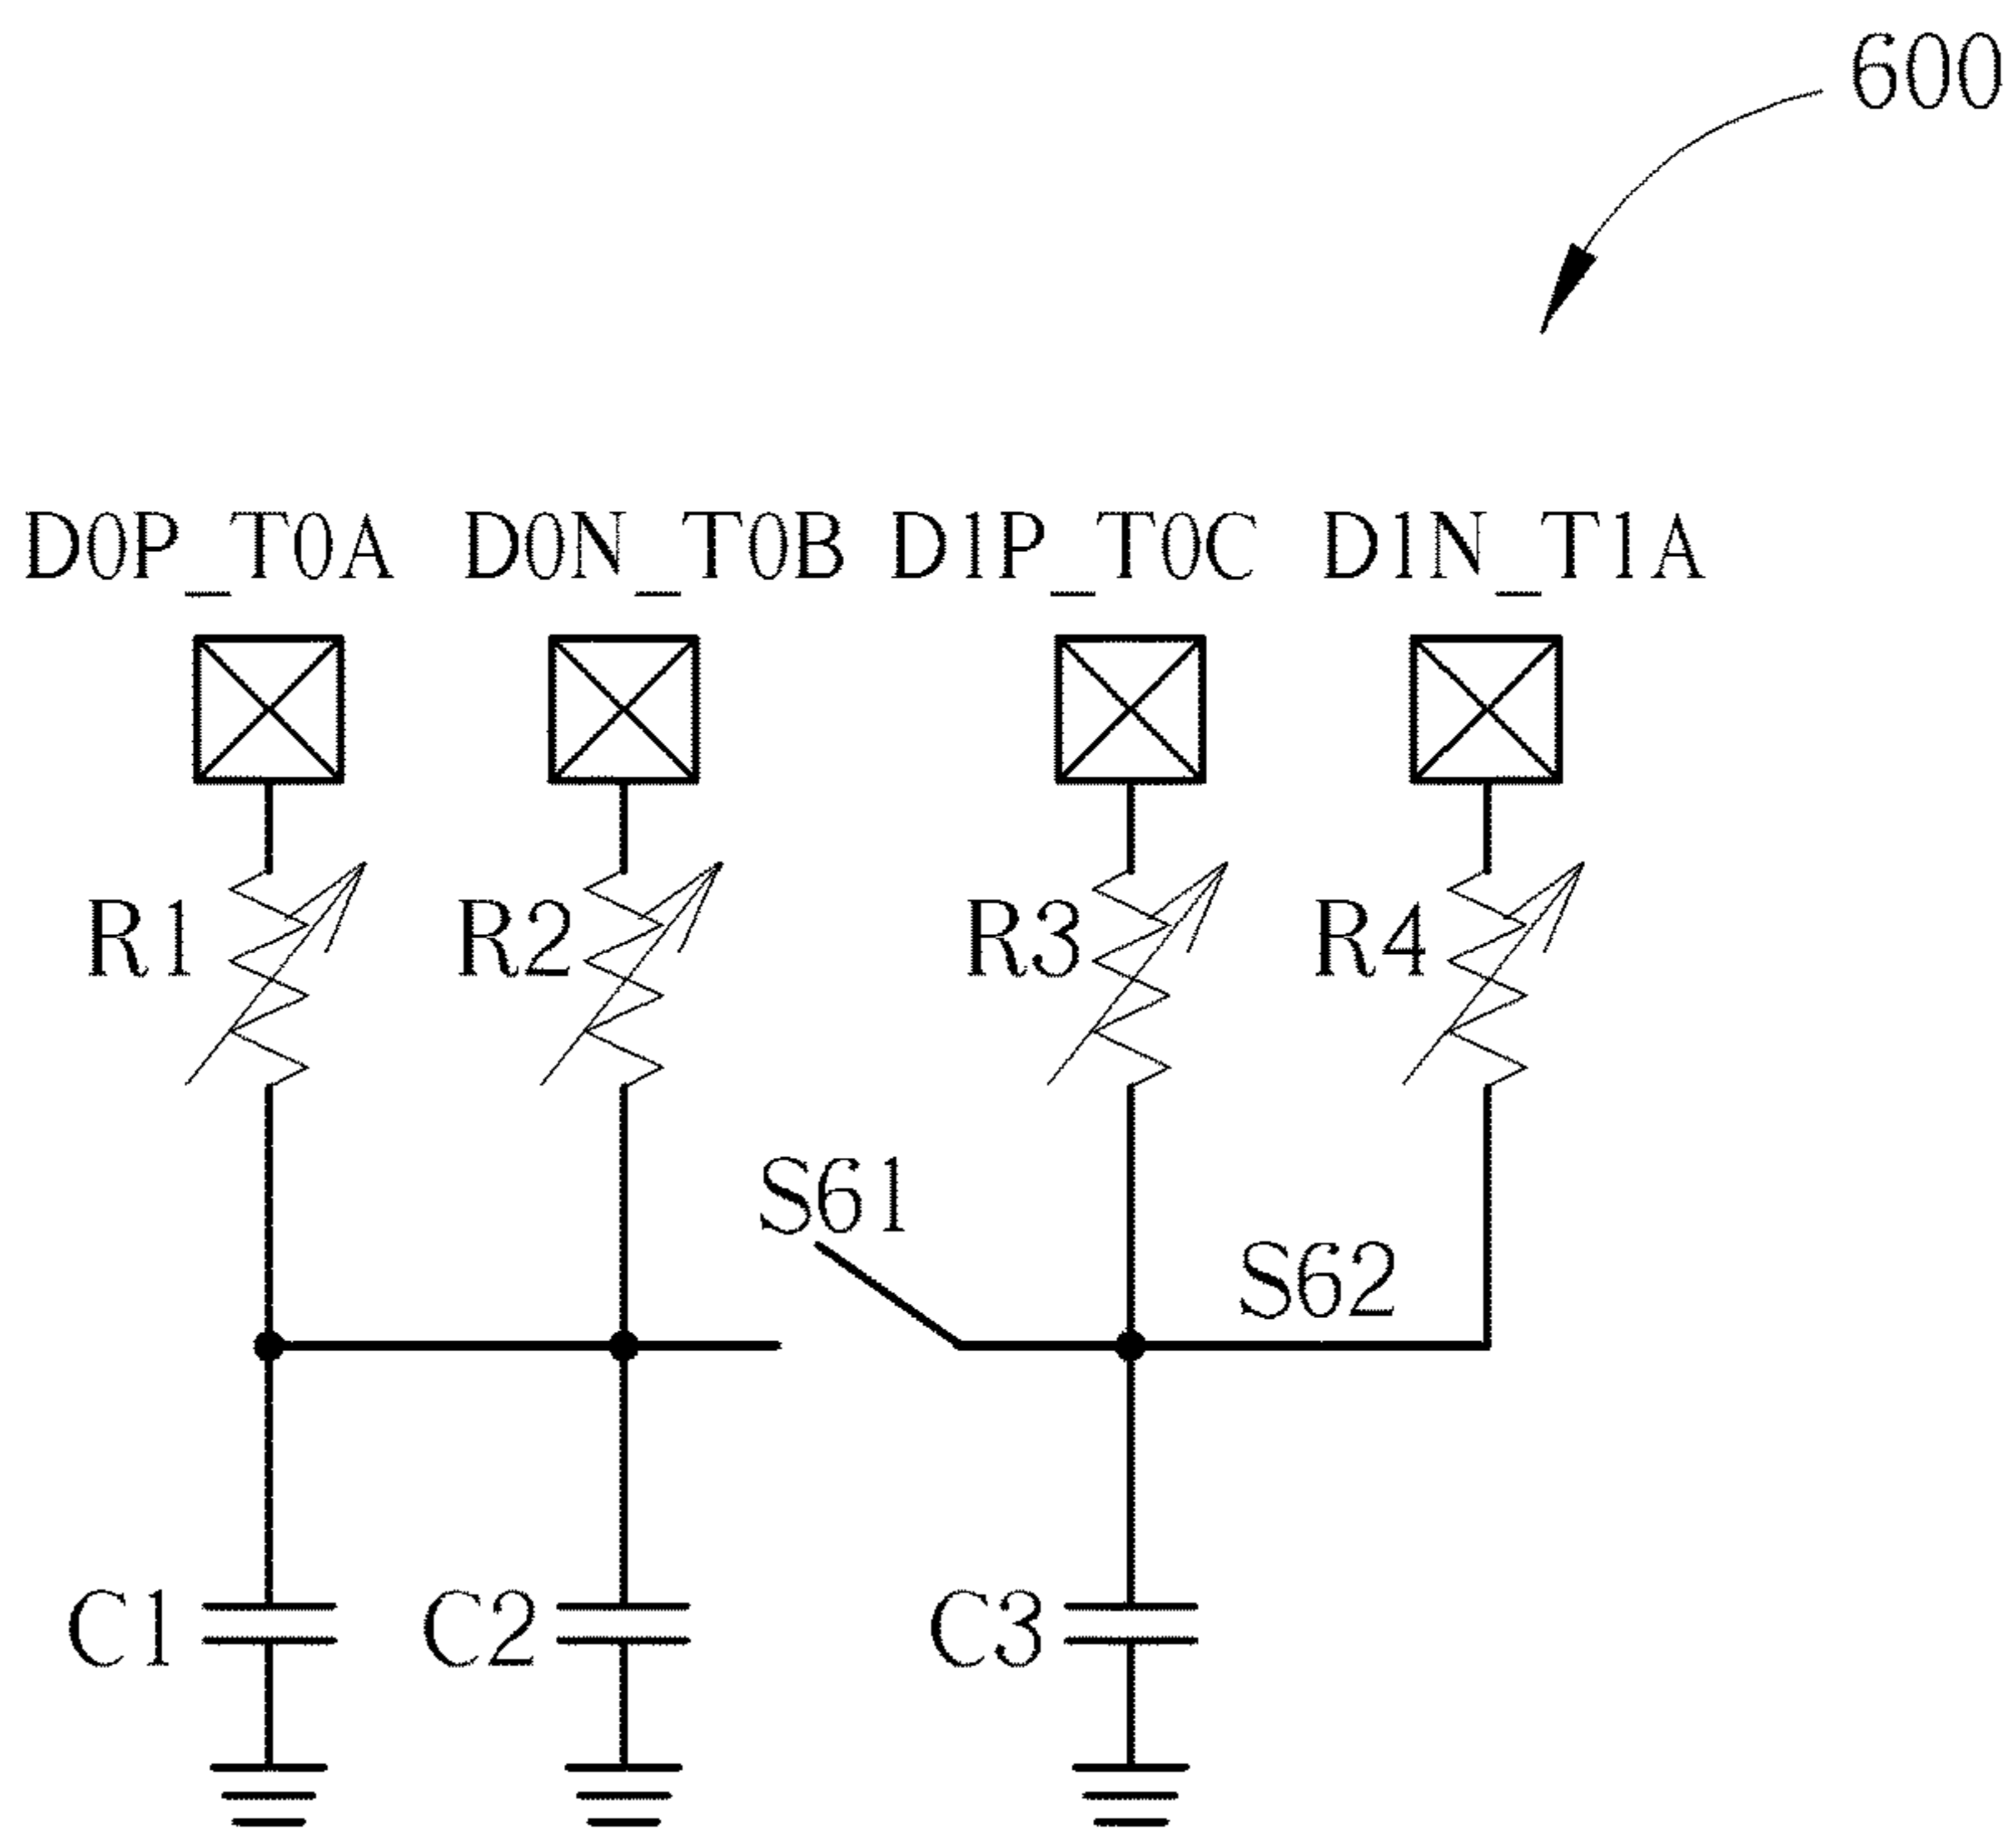 600
D0P_T0A D0N_T0B D1P_T0C D1N_T1A
R1 R2 R3 R4
S61
S62
C1 C2 C3